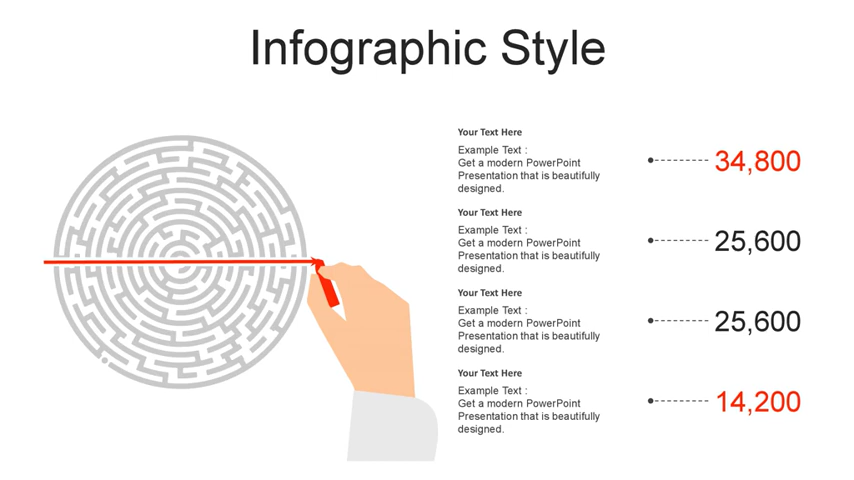 Infographic Style
Your Text Here
Example Text :
Get a modern PowerPoint
Presentation that is beautifully
designed.
34,800
Your Text Here
Example Text :
Get a modern PowerPoint
Presentation that is beautifully
designed.
25,600
Your Text Here
Example Text :
Get a modern PowerPoint
Presentation that is beautifully
designed.
25,600
Your Text Here
Example Text :
Get a modern PowerPoint
Presentation that is beautifully
designed.
14,200